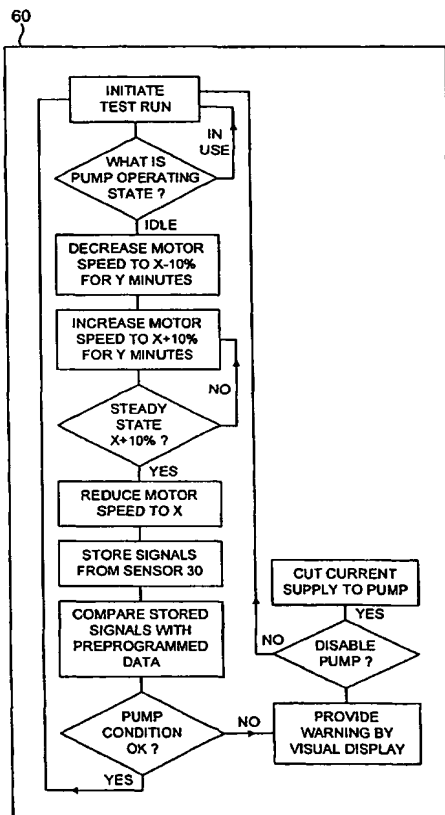 60
INITIATE
TEST RUN
IN
USE
WHAT IS
PUMP OPERATING
STATE ?
IDLE
DECREASE MOTOR
SPEED TO X-10%
FOR Y MINUTES
INCREASE MOTOR
SPEED TO X+10%
FOR Y MINUTES
NO
STEADY
STATE
X+10% ?
YES
REDUCE MOTOR
SPEED TO X
STORE SIGNALS
FROM SENSOR 30
COMPARE STORED
SIGNALS WITH
PREPROGRAMMED
DATA
PUMP
CONDITION
OK ?
YES
NO
PROVIDE
WARNING BY
VISUAL DISPLAY
DISABLE
PUMP ?
NO
YES
CUT CURRENT
SUPPLY TO PUMP